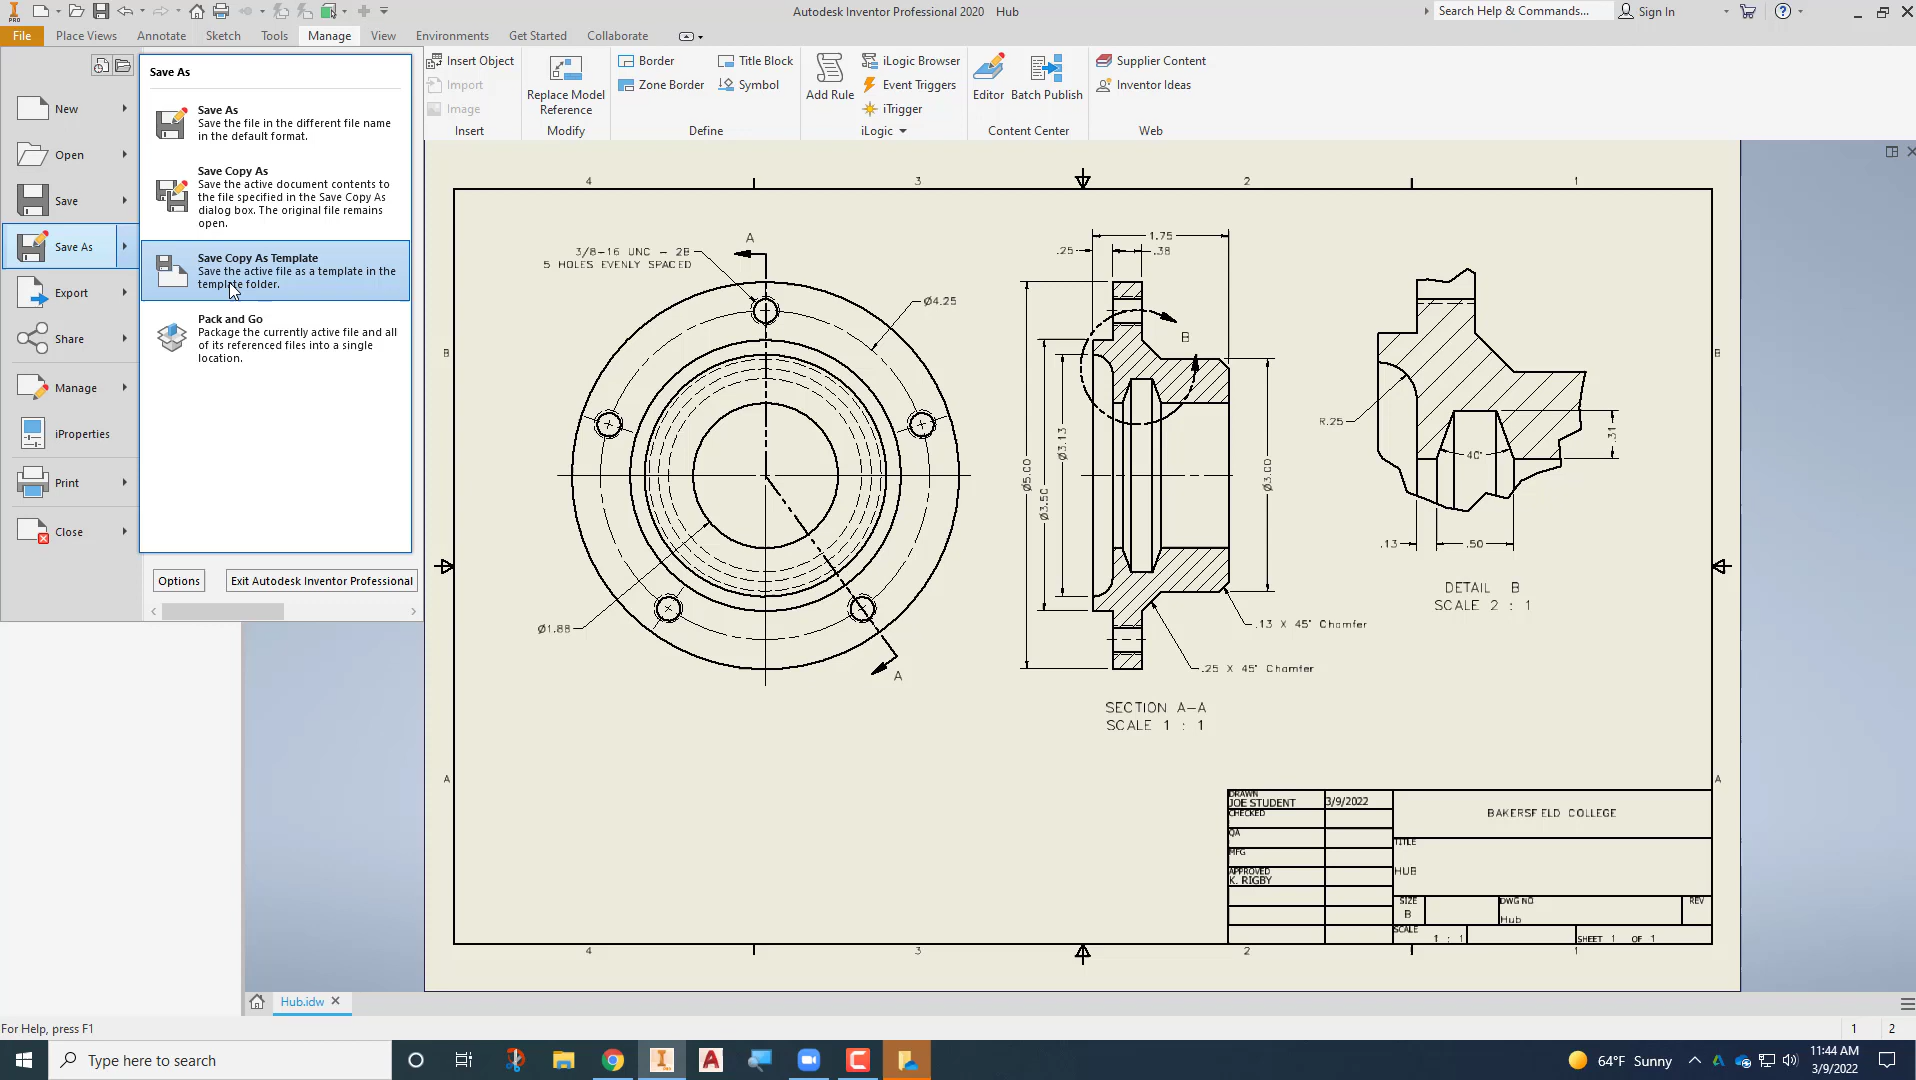 PRO
Autodesk Inventor Professional 2020 Hub
Search Help & Commands...
Sign In
File
Place Views
Annotate
Sketch
Tools
Manage
View
Environments
Get Started
Collaborate
Save As
New
Open
Save
Save As
Export
Share
Manage
iProperties
Print
Close
Save As
Save the file in the different file name
in the default format.
Save Copy As
Save the active document contents to
the file specified in the Save Copy As
dialog box. The original file remains
open.
Save Copy As Template
Save the active file as a template in the
template folder.
Pack and Go
Package the currently active file and all
of its referenced files into a single
location.
Options
Exit Autodesk Inventor Professional
Insert Object
Import
Image
Insert
Replace Model
Reference
Modify
Border
Title Block
Zone Border
Symbol
Define
Add Rule
iLogic Browser
Event Triggers
iTrigger
iLogic
Editor
Batch Publish
Content Center
Supplier Content
Inventor Ideas
Web
4
3
2
1
B
B
A
A
4
3
2
1
3/8-16 UNC - 2B
5 HOLES EVENLY SPACED
A
Ø4.25
Ø1.88
A
1.75
.25
.38
B
Ø5.00
Ø3.50
Ø3.13
Ø3.00
.13 X 45° Chamfer
.25 X 45° Chamfer
SECTION A-A
SCALE 1 : 1
R.25
40°
.31
.13
.50
DETAIL B
SCALE 2 : 1
DRAWN
JOE STUDENT
3/9/2022
CHECKED
QA
MFG
APPROVED
K. RIGBY
BAKERSFIELD COLLEGE
TITLE
HUB
SIZE
B
DWG NO
Hub
REV
SCALE
1 : 1
SHEET 1 OF 1
Hub.idw
For Help, press F1
1
2
Type here to search
64°F Sunny
11:44 AM
3/9/2022